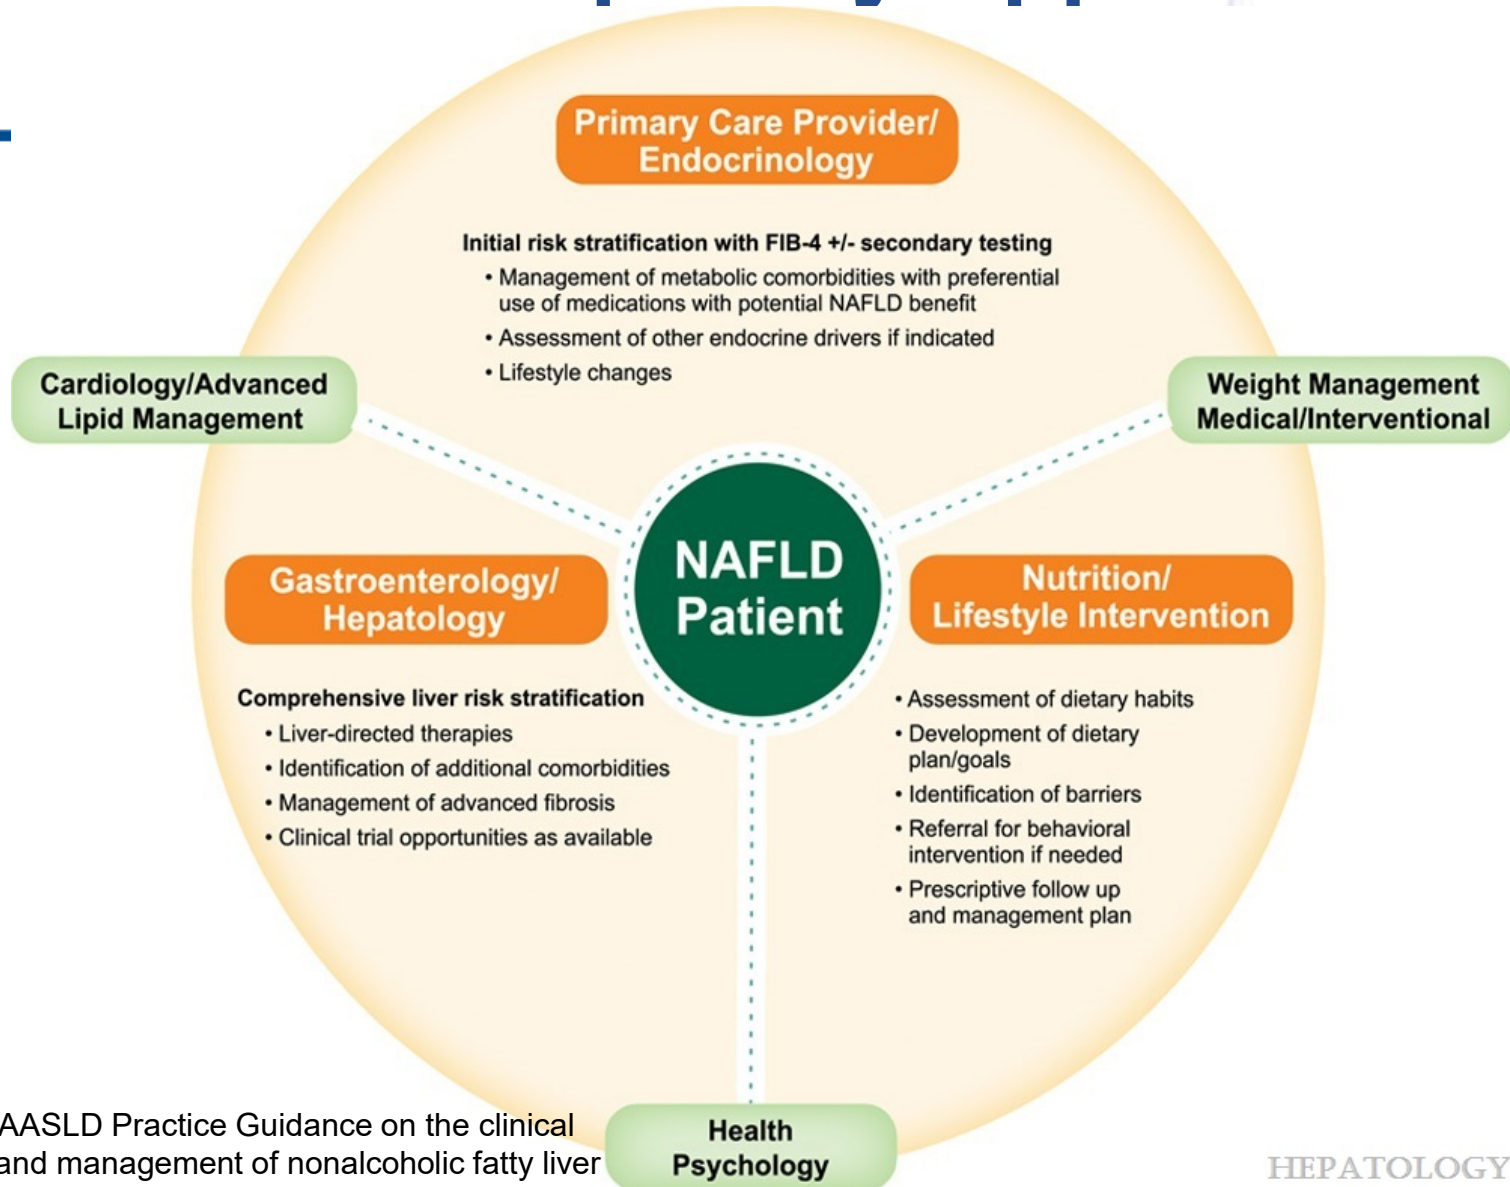 Primary Care Provider/
Endocrinology
Initial risk stratification with FIB-4 +/- secondary testing
• Management of metabolic comorbidities with preferential
use of medications with potential NAFLD benefit
• Assessment of other endocrine drivers if indicated
• Lifestyle changes
Cardiology/Advanced
Lipid Management
Weight Management
Medical/Interventional
NAFLD
Patient
Gastroenterology/
Hepatology
Comprehensive liver risk stratification
• Liver-directed therapies
• Identification of additional comorbidities
• Management of advanced fibrosis
• Clinical trial opportunities as available
Nutrition/
Lifestyle Intervention
• Assessment of dietary habits
• Development of dietary
plan/goals
• Identification of barriers
• Referral for behavioral
intervention if needed
• Prescriptive follow up
and management plan
Health
Psychology
AASLD Practice Guidance on the clinical
and management of nonalcoholic fatty liver
HEPATOLOGY